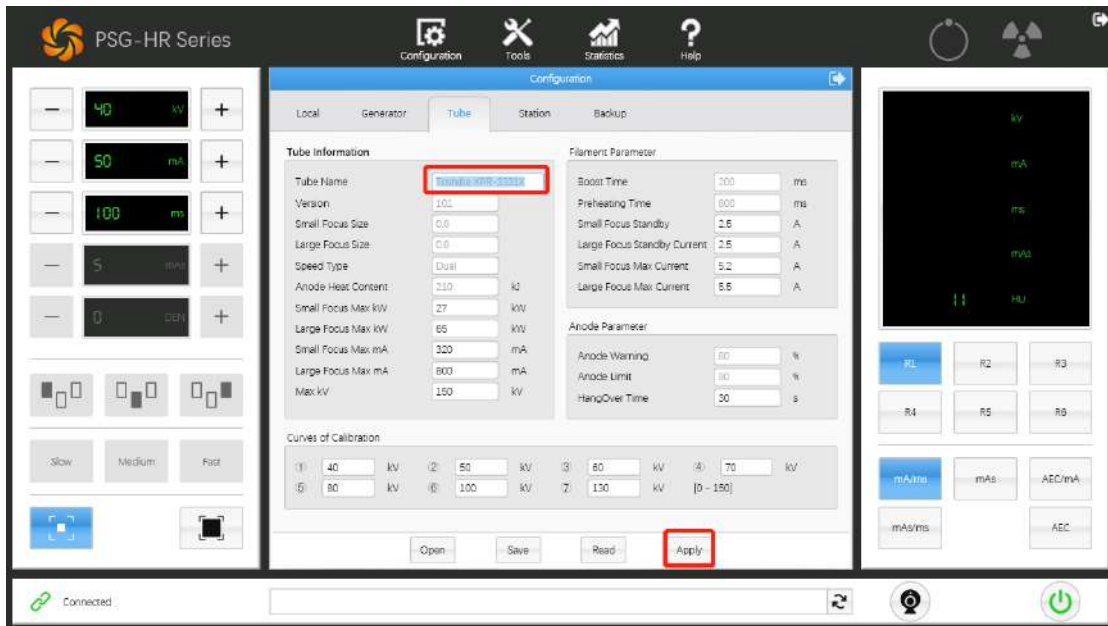 PSG-HR Series
Configuration
Tools
Statistics
Help
Configuration
40 kV
50 mA
100 ms
5 mAs
0 DEN
Slow
Medium
Fast
Local
Generator
Tube
Station
Backup
Tube Information
Tube Name
Version 101
Small Focus Size 0.6
Large Focus Size
Speed Type Dual
Anode Heat Content 210 kJ
Small Focus Max kW 27 kW
Large Focus Max kW 65 kW
Small Focus Max mA 320 mA
Large Focus Max mA 800 mA
Max kV 150 kV
Filament Parameter
Boost Time 200 ms
Preheating Time 800 ms
Small Focus Standby 2.5 A
Large Focus Standby Current 2.5 A
Small Focus Max Current 5.2 A
Large Focus Max Current 5.5 A
Anode Parameter
Anode Warning 80 %
Anode Limit %
HangOver Time 30 s
Curves of Calibration
① 40 kV ② 50 kV ③ 60 kV ④ 70 kV
⑤ 80 kV ⑥ 100 kV ⑦ 130 kV [0 - 150]
Open
Save
Read
Apply
kV
mA
ms
mAs
11 HU
R1
R2
R3
R4
R5
R6
mA/ms
mAs
AEC/mA
mAs/ms
AEC
Connected